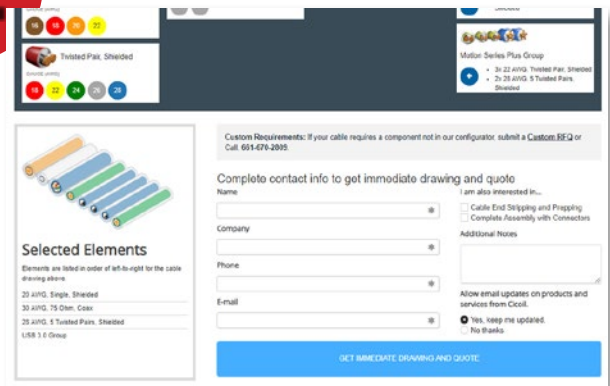 16 18 20 22
Twisted Pair, Shielded
18 22 24 26 28
Shielded
Motion Series Plus Group
3x 22 AWG, Twisted Pair, Shielded
2x 28 AWG, 5 Twisted Pairs,
Shielded
Custom Requirements: If your cable requires a component not in our configurator, submit a Custom RFQ or
Call. 661-670-2009.
Complete contact info to get immediate drawing and quote
Name
Company
Phone
E-mail
I am also interested in...
Cable End Stripping and Prepping
Complete Assembly with Connectors
Additional Notes
Allow email updates on products and
services from Cicoil.
Yes, keep me updated.
No thanks.
GET IMMEDIATE DRAWING AND QUOTE
Selected Elements
Elements are listed in order of left-to-right for the cable
drawing above.
20 AWG, Single, Shielded
30 AWG, 75 Ohm, Coax
28 AWG, 5 Twisted Pairs, Shielded
USB 3.0 Group